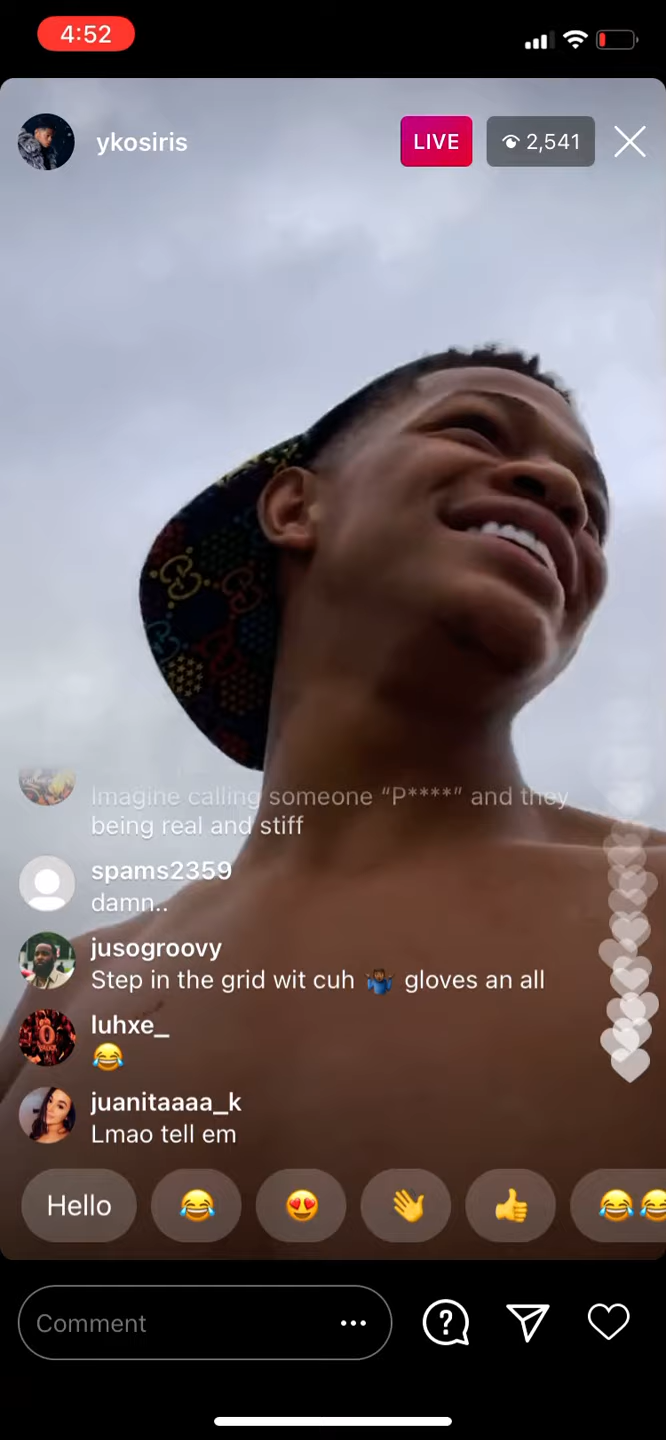 4:52
ykosiris
LIVE
2,541
Imagine calling someone “P****” and they
being real and stiff
spams2359
damn..
jusogroovy
Step in the grid wit cuh 🤷🏾‍♂️ gloves an all
luhxe_
😂
juanitaaaa_k
Lmao tell em
Hello 😂 😍 👋 👍 😂😂
Comment